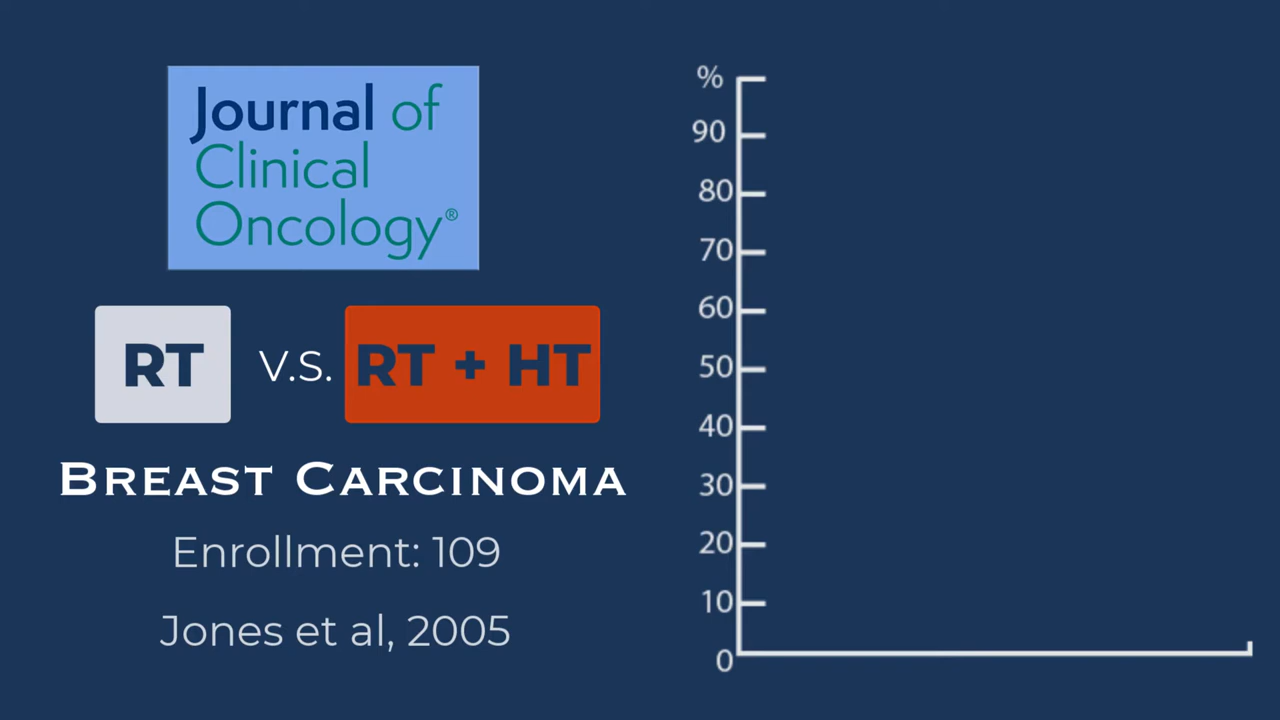 Journal of
Clinical
Oncology®
RT V.S. RT + HT
BREAST CARCINOMA
Enrollment: 109
Jones et al, 2005
%
90
80
70
60
50
40
30
20
10
0